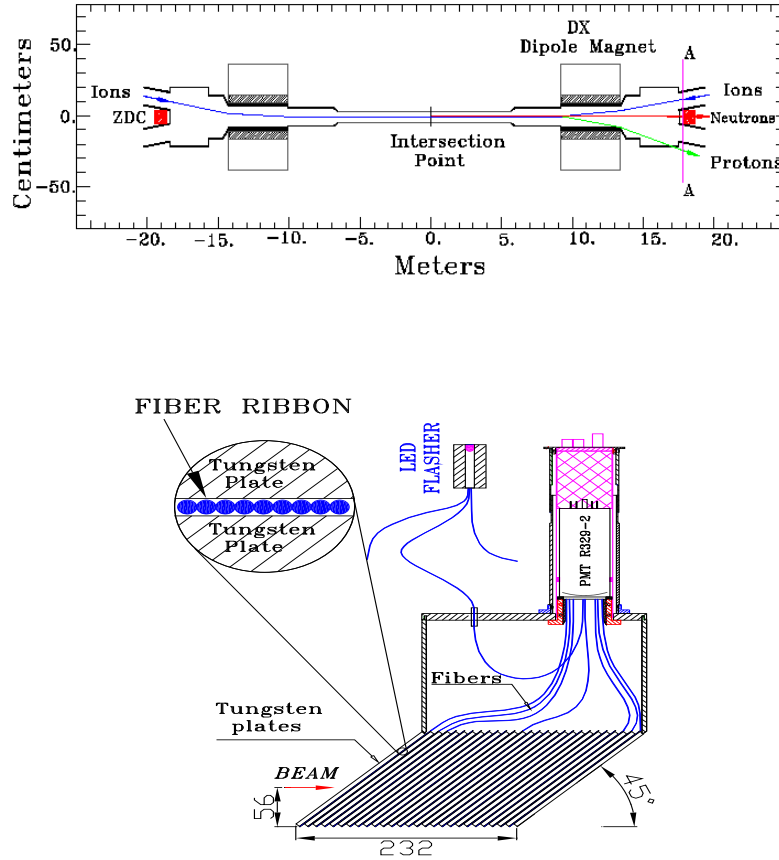 Centimeters
50.
0.
-50.
DX
Dipole Magnet
A
Ions
Ions
ZDC
Neutrons
Intersection
Point
Protons
A
-20.
-15.
-10.
-5.
0.
5.
10.
15.
20.
Meters
FIBER RIBBON
Tungsten
Plate
Tungsten
Plate
LED
FLASHER
PMT R329-2
Fibers
Tungsten
plates
BEAM
56
232
45°